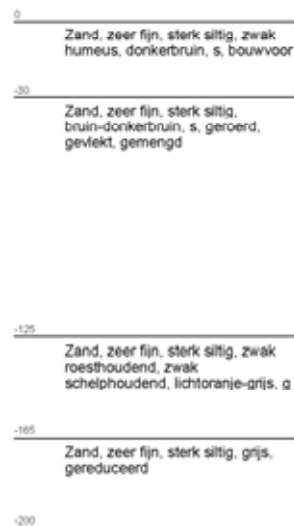 0
Zand, zeer fijn, sterk siltig, zwak
humeus, donkerbruin, s, bouwvoor
-30
Zand, zeer fijn, sterk siltig,
bruin-donkerbruin, s, geroerd,
gevlekt, gemengd
-125
Zand, zeer fijn, sterk siltig, zwak
roesthoudend, zwak
schelphoudend, lichtoranje-grijs, g
-165
Zand, zeer fijn, sterk siltig, grijs,
gereduceerd
-200